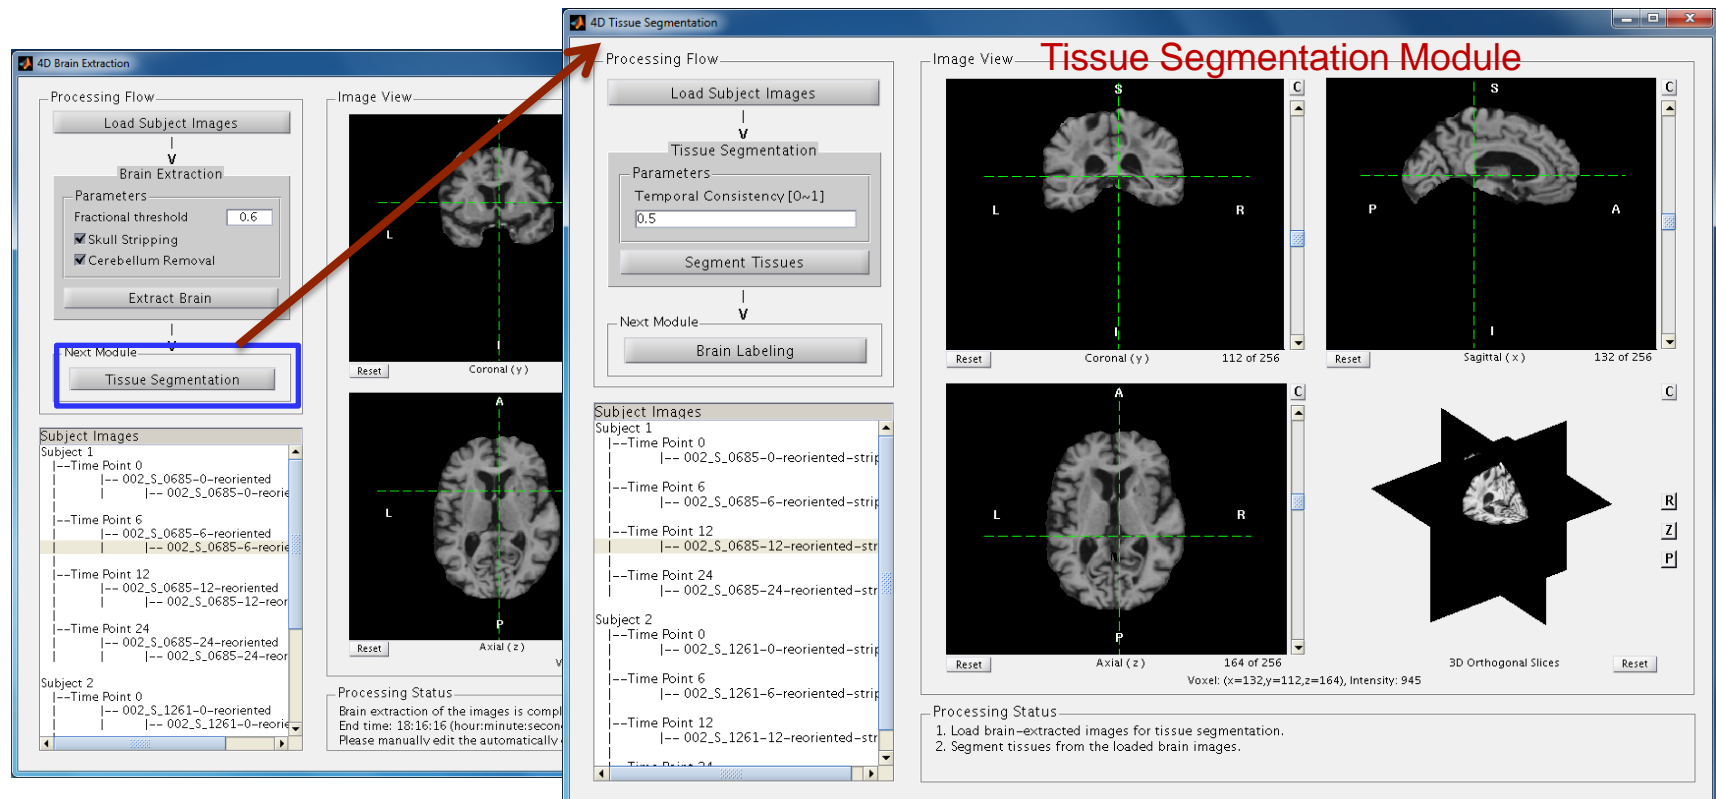 4D Brain Extraction
Processing Flow
Load Subject Images
|
V
Brain Extraction
Parameters
Fractional threshold 0.6
Skull Stripping
Cerebellum Removal
Extract Brain
|
V
Next Module
Tissue Segmentation
Subject Images
Subject 1
|--Time Point 0
| |-- 002_S_0685-0-reoriented
| | |-- 002_S_0685-0-reorie
|--Time Point 6
| |-- 002_S_0685-6-reoriented
| | |-- 002_S_0685-6-reorie
|--Time Point 12
| |-- 002_S_0685-12-reoriented
| | |-- 002_S_0685-12-reor
|--Time Point 24
| |-- 002_S_0685-24-reoriented
| | |-- 002_S_0685-24-reor
Subject 2
|--Time Point 0
| |-- 002_S_1261-0-reoriented
| | |-- 002_S_1261-0-reorie
Image View
L
I
Reset Coronal (y)
A
L
P
Reset Axial (z)
V
Processing Status
Brain extraction of the images is compl
End time: 18:16:16 (hour:minute:secon
Please manually edit the automatically
4D Tissue Segmentation
Tissue Segmentation Module
Processing Flow
Load Subject Images
|
V
Tissue Segmentation
Parameters
Temporal Consistency [0~1]
0.5
Segment Tissues
|
V
Next Module
Brain Labeling
Subject Images
Subject 1
|--Time Point 0
| |-- 002_S_0685-0-reoriented-strip
|--Time Point 6
| |-- 002_S_0685-6-reoriented-strip
|--Time Point 12
| |-- 002_S_0685-12-reoriented-str
|--Time Point 24
| |-- 002_S_0685-24-reoriented-str
Subject 2
|--Time Point 0
| |-- 002_S_1261-0-reoriented-strip
|--Time Point 6
| |-- 002_S_1261-6-reoriented-strip
|--Time Point 12
| |-- 002_S_1261-12-reoriented-str
|--Time Point 24
Image View
S
C
L R
I
Reset Coronal (y) 112 of 256
S
C
P A
I
Reset Sagittal (x) 132 of 256
A
C
L R
P
Reset Axial (z) 164 of 256
C
R
Z
P
3D Orthogonal Slices Reset
Voxel: (x=132,y=112,z=164), Intensity: 945
Processing Status
1. Load brain-extracted images for tissue segmentation.
2. Segment tissues from the loaded brain images.